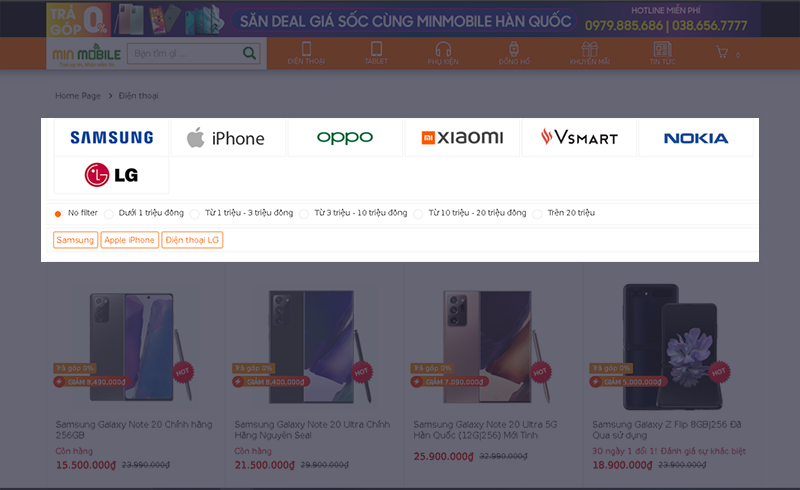 TRẢ GÓP 0%
SĂN DEAL GIÁ SỐC CÙNG MINMOBILE HÀN QUỐC
HOTLINE MIỄN PHÍ
0979.885.686 | 038.656.7777
MIN MOBILE
Bạn tìm gì ...
ĐIỆN THOẠI
TABLET
PHỤ KIỆN
ĐỒNG HỒ
KHUYẾN MÃI
TIN TỨC
0
Home Page > Điện thoại
SAMSUNG
iPhone
oppo
mi xiaomi
VSMART
NOKIA
LG
No filter
Dưới 1 triệu đồng
Từ 1 triệu - 3 triệu đồng
Từ 3 triệu - 10 triệu đồng
Từ 10 triệu - 20 triệu đồng
Trên 20 triệu
Samsung
Apple iPhone
Điện thoại LG
Trả góp 0%
GIẢM 8,490,000₫
HOT
Samsung Galaxy Note 20 Chính hãng
256GB
Còn hàng
15.500.000₫ 23.990.000₫
Trả góp 0%
GIẢM 8,400,000₫
HOT
Samsung Galaxy Note 20 Ultra Chính
Hãng Nguyên Seal
Còn hàng
21.500.000₫ 29.900.000₫
Trả góp 0%
GIẢM 7,090,000₫
HOT
Samsung Galaxy Note 20 Ultra 5G
Hàn Quốc (12G|256) Mới Tinh
25.900.000₫ 32.990.000₫
Trả góp 0%
GIẢM 5,000,000₫
HOT
Samsung Galaxy Z Flip 8GB|256 Đã
Qua sử dụng
30 ngày 1 đổi 1! Đánh giá sự khác biệt
18.900.000₫ 23.900.000₫